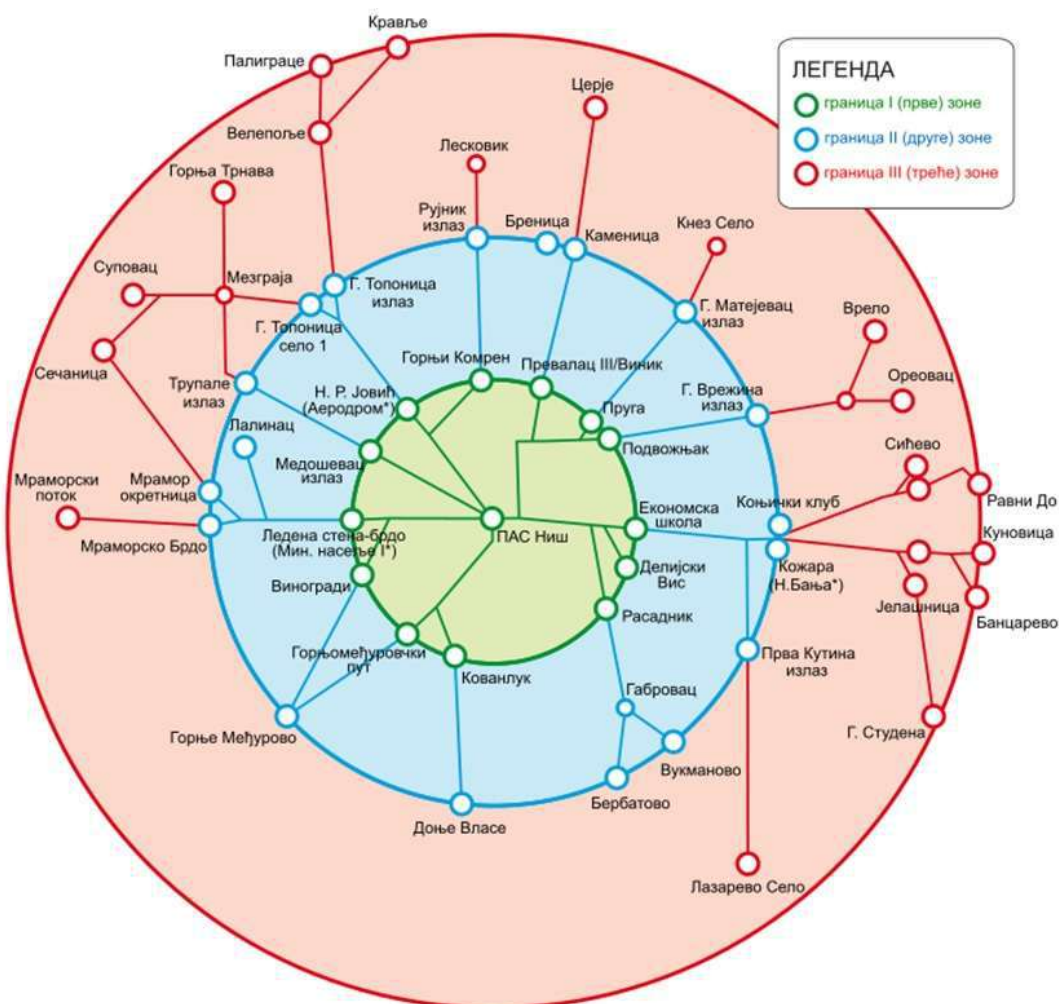 Кравље
Палиграце
ЛЕГЕНДА
граница I (прве) зоне
граница II (друге) зоне
граница III (треће) зоне
Церје
Велепоље
Лесковик
Горња Трнава
Рујник
излаз
Бреница
Каменица
Кнез Село
Суповац
Мезграја
Г. Топоница
излаз
Г. Матејевац
излаз
Врело
Г. Топоница
село 1
Сечаница
Трупале
излаз
Горњи Комрен
Превалац III/Виник
Ореовац
Н. Р. Јовић
(Аеродром*)
Пруга
Г. Врежина
излаз
Лалинац
Подвожњак
Сићево
Медошевац
излаз
Мраморски
поток
Мрамор
окретница
Коњички клуб
Равни До
Економска
школа
Куновица
Мраморско Брдо
Ледена стена-брдо
(Мин. насеље I*)
ПАС Ниш
Кожара
(Н.Бања*)
Виногради
Делијски
Вис
Јелашница
Банцарево
Расадник
Горњомеђуровчки
пут
Кованлук
Прва Кутина
излаз
Габровац
Горње Међурово
Г. Студена
Вукманово
Бербатово
Доње Власе
Лазарево Село